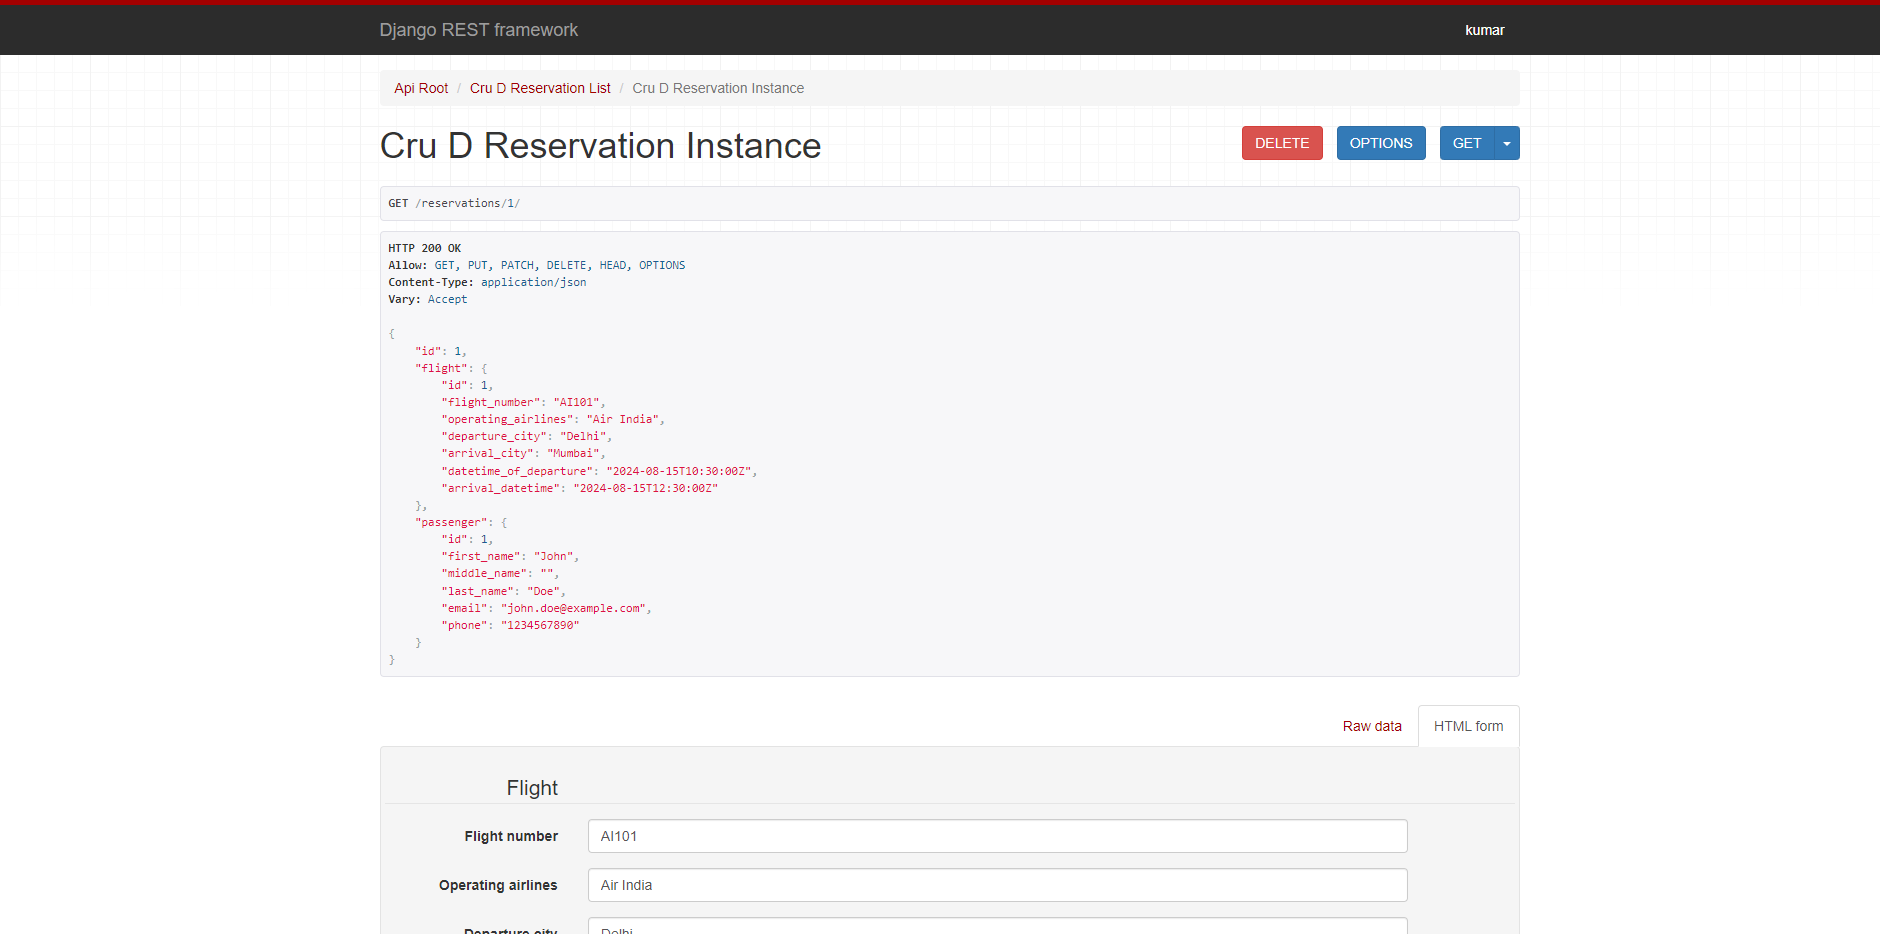 Django REST framework
kumar
Api Root / Cru D Reservation List / Cru D Reservation Instance
Cru D Reservation Instance
DELETE
OPTIONS
GET
GET /reservations/1/
HTTP 200 OK
Allow: GET, PUT, PATCH, DELETE, HEAD, OPTIONS
Content-Type: application/json
Vary: Accept
{
    "id": 1,
    "flight": {
        "id": 1,
        "flight_number": "AI101",
        "operating_airlines": "Air India",
        "departure_city": "Delhi",
        "arrival_city": "Mumbai",
        "datetime_of_departure": "2024-08-15T10:30:00Z",
        "arrival_datetime": "2024-08-15T12:30:00Z"
    },
    "passenger": {
        "id": 1,
        "first_name": "John",
        "middle_name": "",
        "last_name": "Doe",
        "email": "john.doe@example.com",
        "phone": "1234567890"
    }
}
Raw data
HTML form
Flight
Flight number
AI101
Operating airlines
Air India
Departure city
Delhi